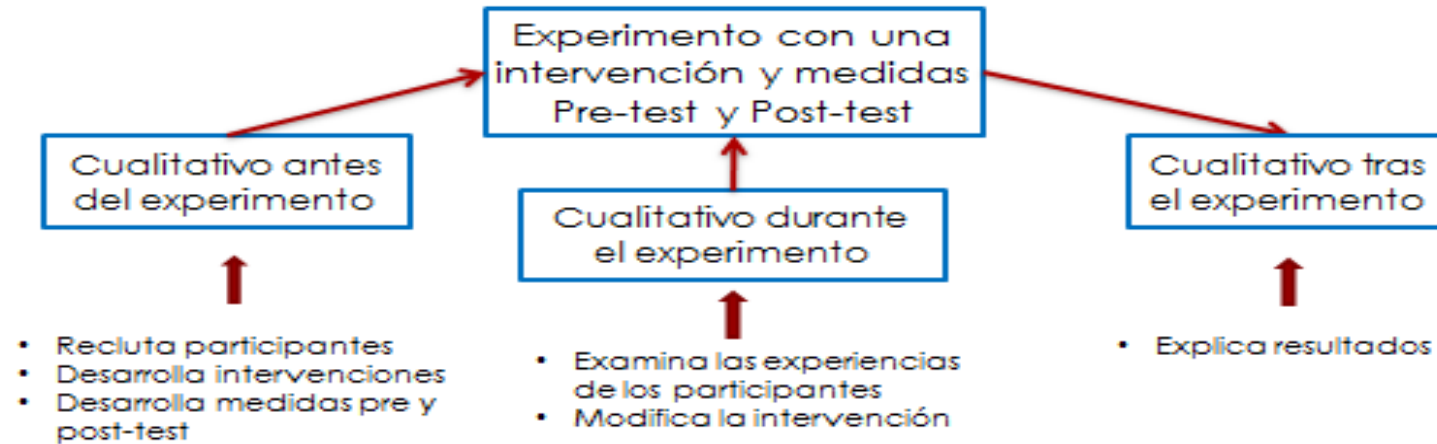 Experimento con una
intervención y medidas
Pre-test y Post-test
Cualitativo antes
del experimento
Cualitativo durante
el experimento
Cualitativo tras
el experimento
• Recluta participantes
• Desarrolla intervenciones
• Desarrolla medidas pre y
post-test
• Examina las experiencias
de los participantes
• Modifica la intervención
• Explica resultados